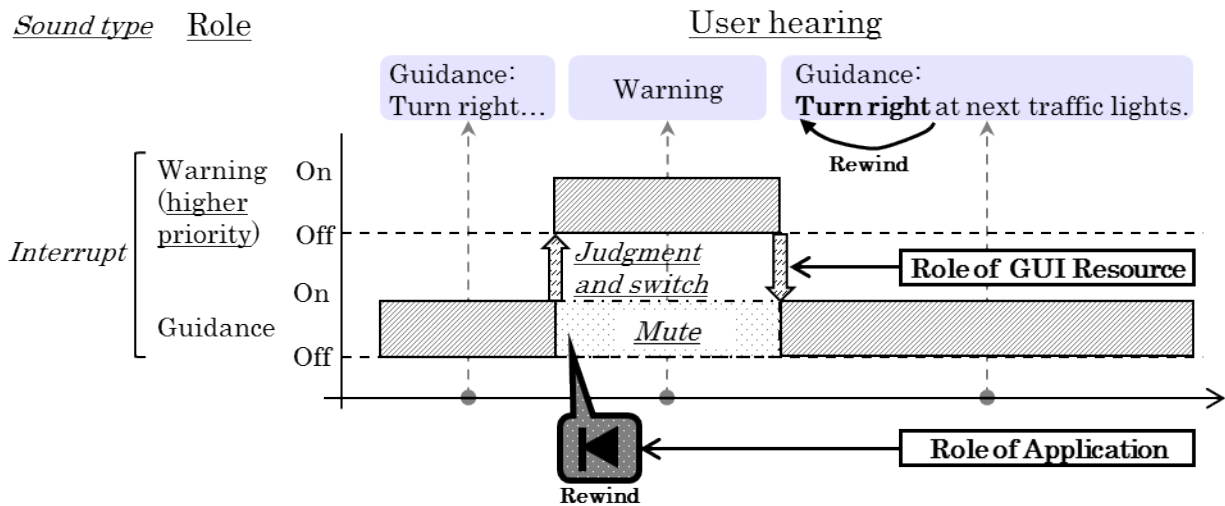 Sound type Role User hearing
Guidance:
Turn right…
Warning
Guidance:
Turn right at next traffic lights.
Rewind
Interrupt
Warning
(higher
priority)
On
Off
Judgment
and switch
Role of GUI Resource
Guidance
On
Off
Mute
Role of Application
Rewind